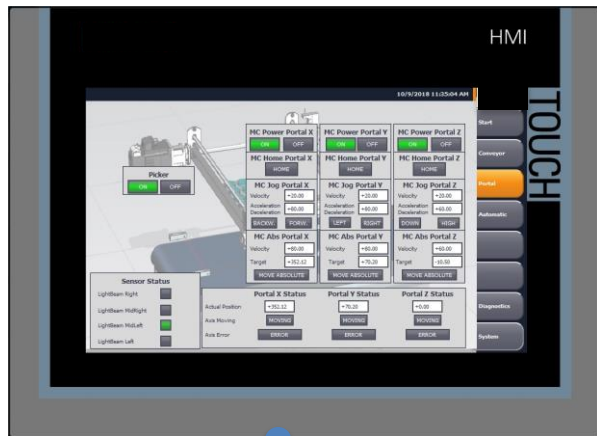 HMI
TOUCH
10/9/2018 11:35:04 AM
Start
Conveyor
Portal
Automatic
Diagnostics
System
MC Power Portal X MC Power Portal Y MC Power Portal Z
ON OFF ON OFF ON OFF
MC Home Portal X MC Home Portal Y MC Home Portal Z
HOME HOME HOME
Picker
ON OFF
MC Jog Portal X MC Jog Portal Y MC Jog Portal Z
Velocity +20.00 Velocity +20.00 Velocity +20.00
Acceleration Acceleration Acceleration
Deceleration +80.00 Deceleration +80.00 Deceleration +60.00
BACKW. FORW. LEFT RIGHT DOWN HIGH
MC Abs Portal X MC Abs Portal Y MC Abs Portal Z
Velocity +80.00 Velocity +80.00 Velocity +60.00
Target +352.12 Target +70.20 Target -10.50
MOVE ABSOLUTE MOVE ABSOLUTE MOVE ABSOLUTE
Sensor Status
LightBeam Right
LightBeam MidRight
LightBeam MidLeft
LightBeam Left
Portal X Status Portal Y Status Portal Z Status
Actual Position +352.12 +70.20 +0.00
Axis Moving MOVING MOVING MOVING
Axis Error ERROR ERROR ERROR